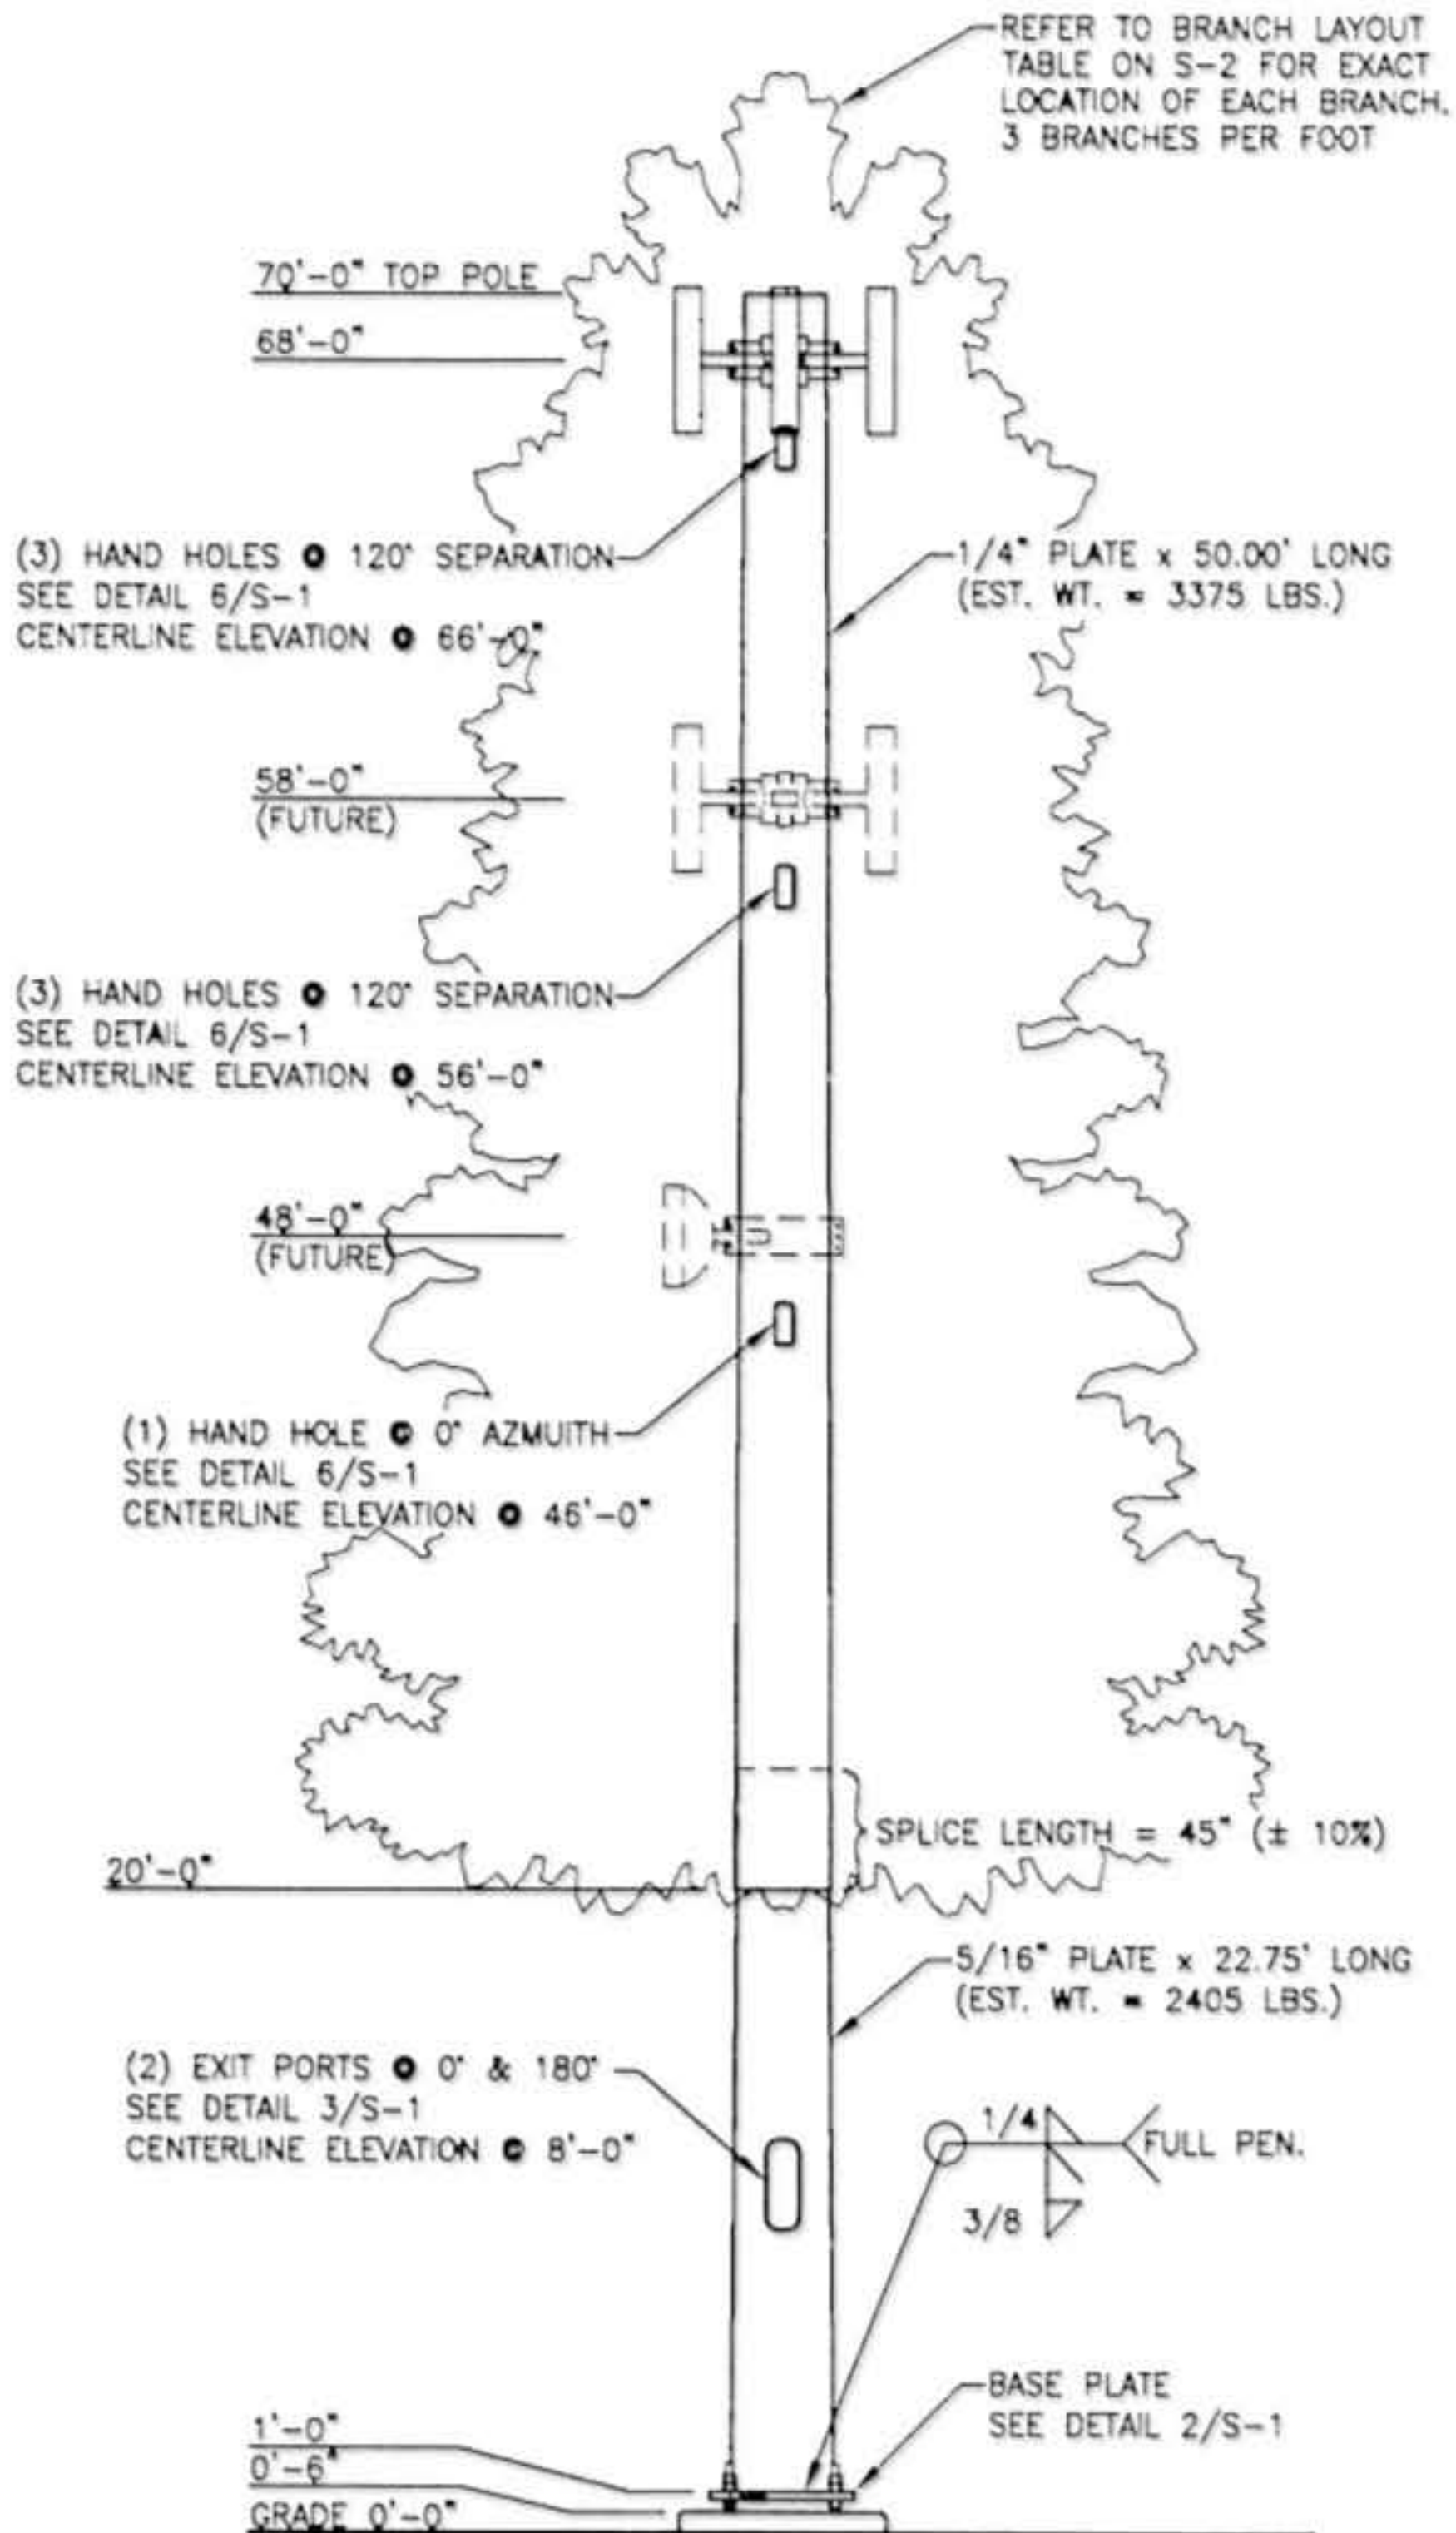 REFER TO BRANCH LAYOUT
TABLE ON S-2 FOR EXACT
LOCATION OF EACH BRANCH.
3 BRANCHES PER FOOT
70'-0" TOP POLE
68'-0"
(3) HAND HOLES @ 120° SEPARATION
SEE DETAIL 6/S-1
CENTERLINE ELEVATION @ 66'-0"
1/4" PLATE x 50.00' LONG
(EST. WT. = 3375 LBS.)
58'-0"
(FUTURE)
(3) HAND HOLES @ 120° SEPARATION
SEE DETAIL 6/S-1
CENTERLINE ELEVATION @ 56'-0"
48'-0"
(FUTURE)
(1) HAND HOLE @ 0° AZMUITH
SEE DETAIL 6/S-1
CENTERLINE ELEVATION @ 46'-0"
SPLICE LENGTH = 45" (± 10%)
20'-0"
5/16" PLATE x 22.75' LONG
(EST. WT. = 2405 LBS.)
(2) EXIT PORTS @ 0° & 180°
SEE DETAIL 3/S-1
CENTERLINE ELEVATION @ 8'-0"
1/4
FULL PEN.
3/8
BASE PLATE
SEE DETAIL 2/S-1
1'-0"
0'-6"
GRADE 0'-0"